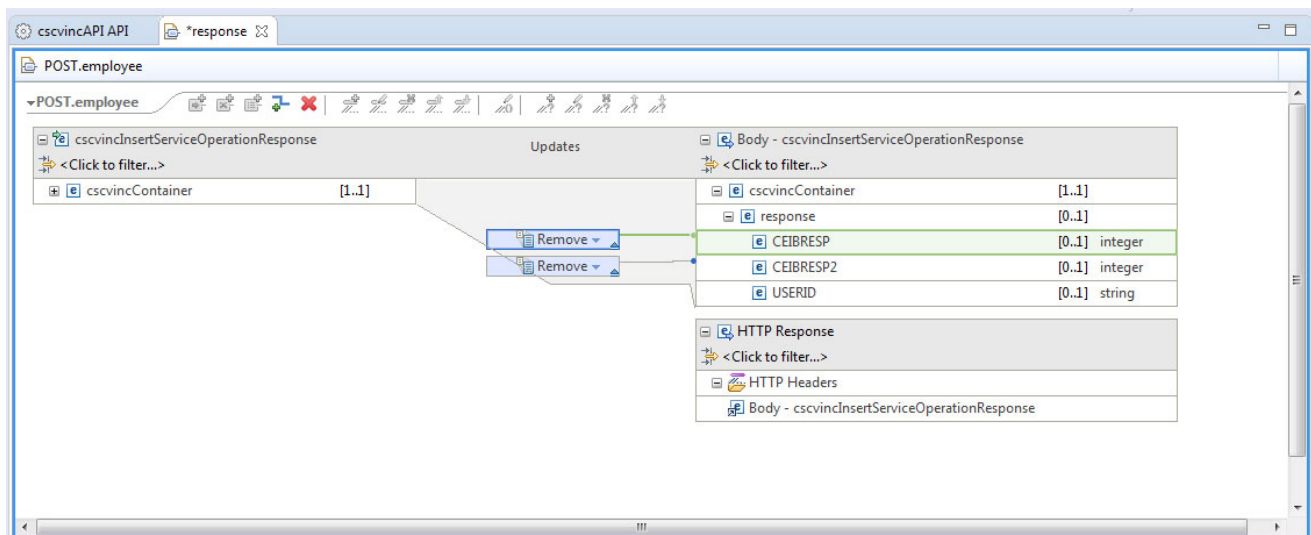 cscvincAPI API *response
POST.employee
POST.employee
cscvincInsertServiceOperationResponse Updates Body - cscvincInsertServiceOperationResponse
<Click to filter...> <Click to filter...>
cscvincContainer [1..1] cscvincContainer [1..1]
response [0..1]
Remove CEIBRESP [0..1] integer
Remove CEIBRESP2 [0..1] integer
USERID [0..1] string
HTTP Response
<Click to filter...>
HTTP Headers
Body - cscvincInsertServiceOperationResponse